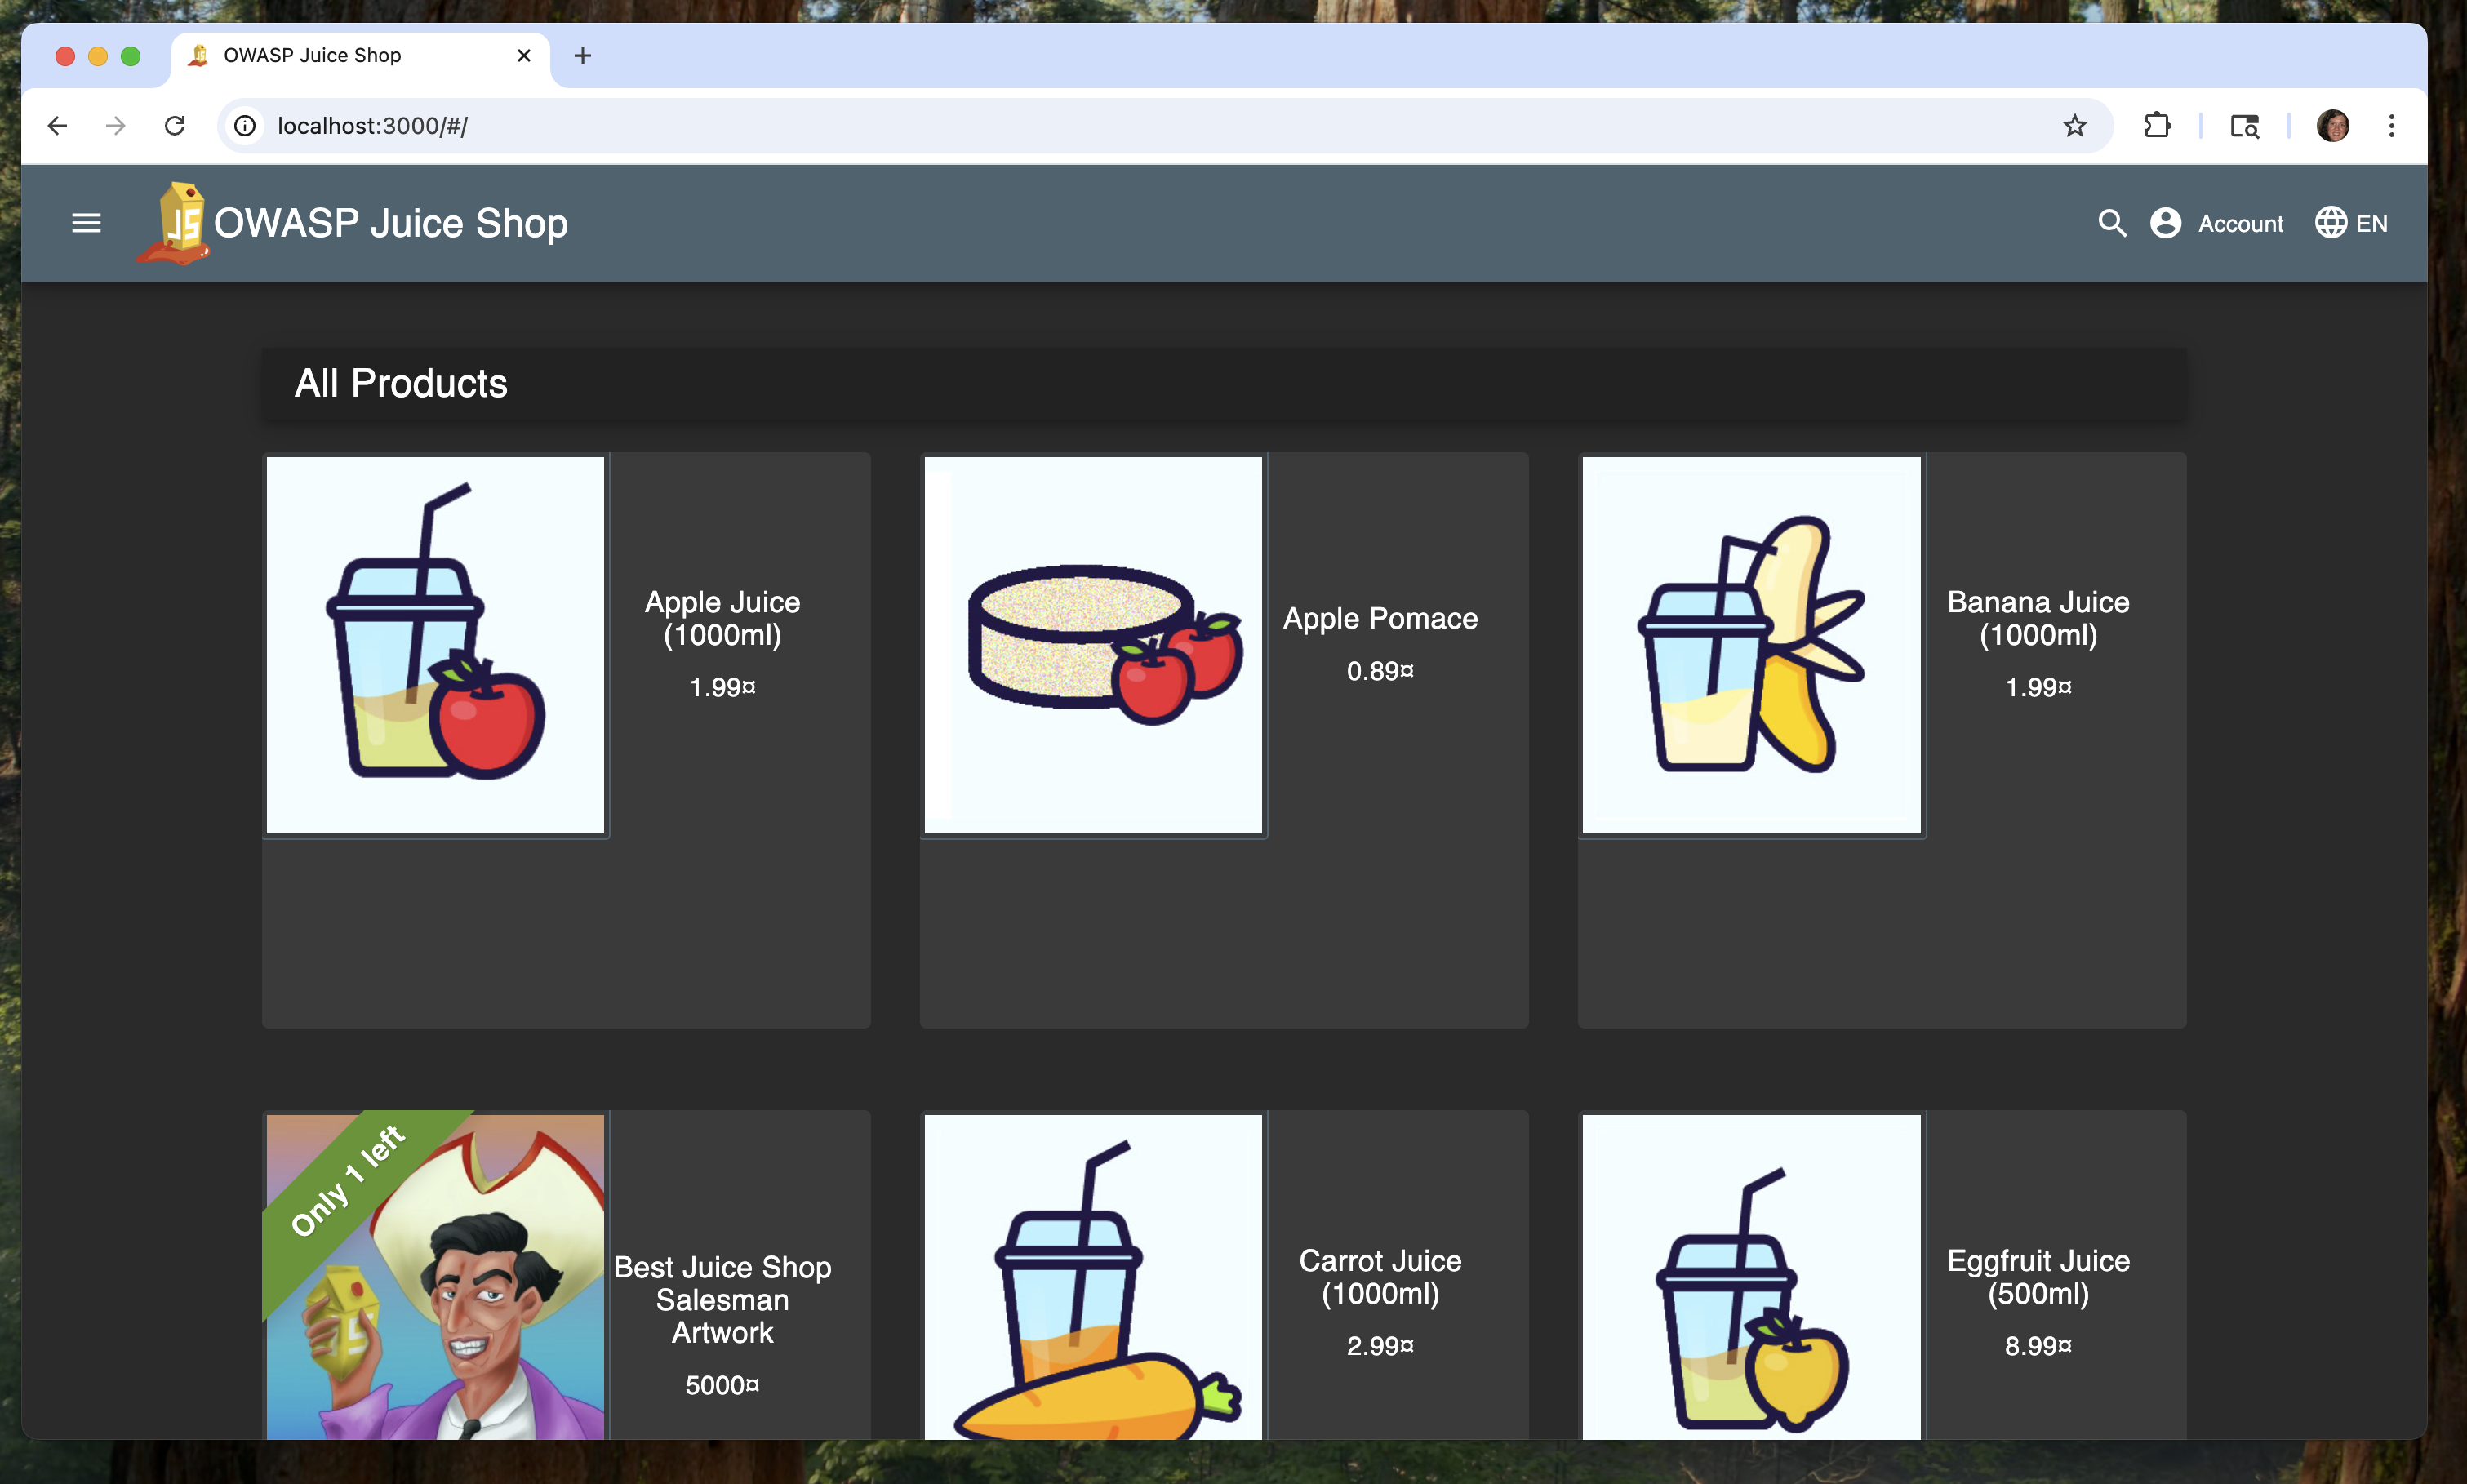 OWASP Juice Shop
localhost:3000/#/
JS
OWASP Juice Shop
Account
EN
All Products
Apple Juice
(1000ml)
1.99¤
Apple Pomace
0.89¤
Banana Juice
(1000ml)
1.99¤
Only 1 left
Best Juice Shop
Salesman
Artwork
5000¤
Carrot Juice
(1000ml)
2.99¤
Eggfruit Juice
(500ml)
8.99¤